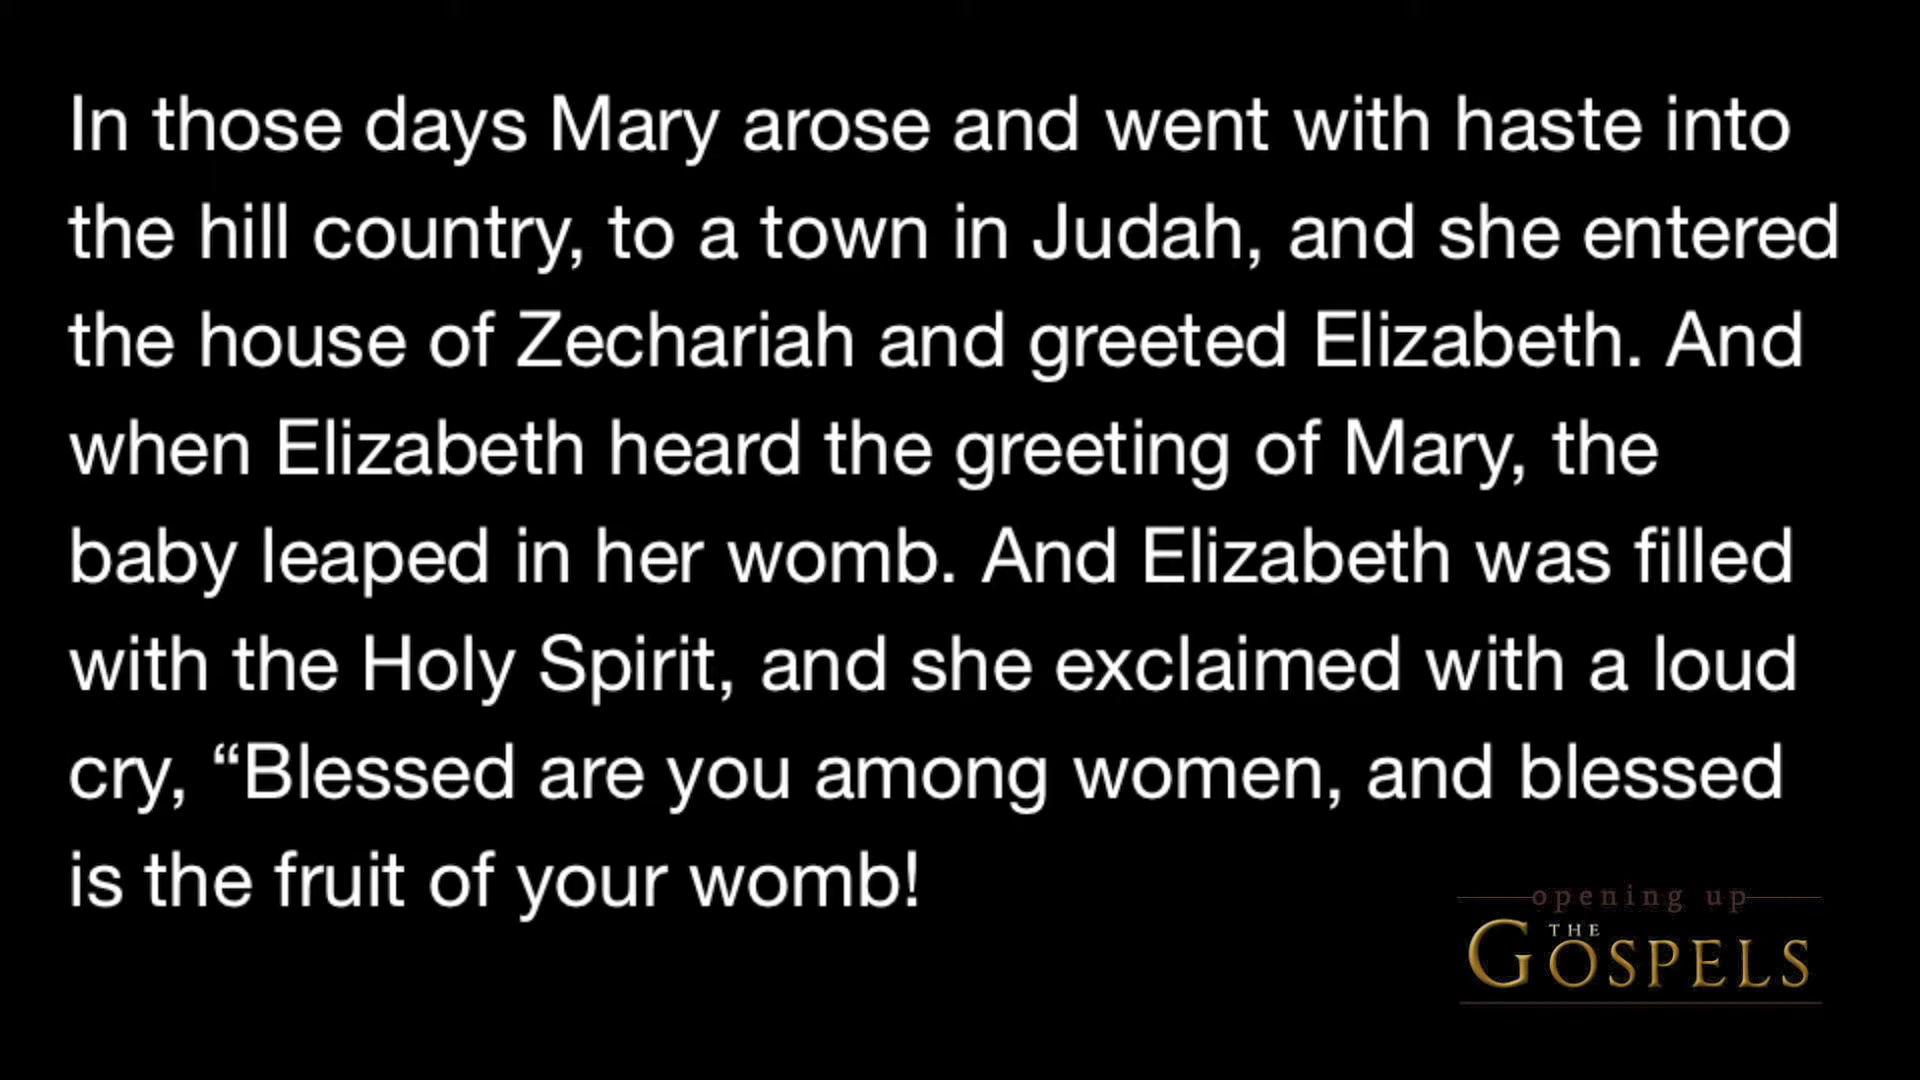 In those days Mary arose and went with haste into
the hill country, to a town in Judah, and she entered
the house of Zechariah and greeted Elizabeth. And
when Elizabeth heard the greeting of Mary, the
baby leaped in her womb. And Elizabeth was filled
with the Holy Spirit, and she exclaimed with a loud
cry, “Blessed are you among women, and blessed
is the fruit of your womb!
opening up
THE
GOSPELS